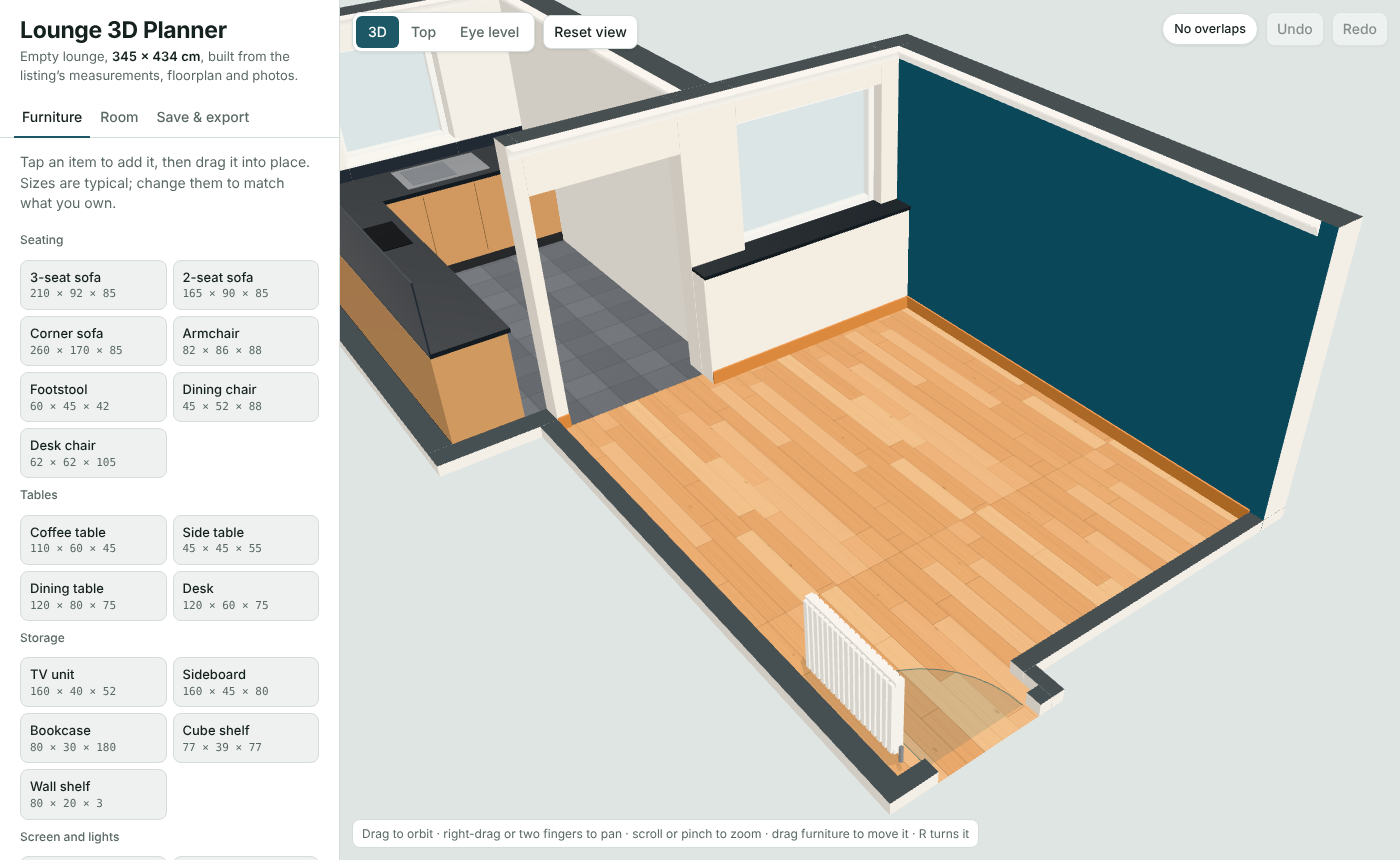 Lounge 3D Planner
Empty lounge, 345 × 434 cm, built from the
listing's measurements, floorplan and photos.
Furniture
Room
Save & export
Tap an item to add it, then drag it into place.
Sizes are typical; change them to match
what you own.
Seating
3-seat sofa
210 × 92 × 85
2-seat sofa
165 × 90 × 85
Corner sofa
260 × 170 × 85
Armchair
82 × 86 × 88
Footstool
60 × 45 × 42
Dining chair
45 × 52 × 88
Desk chair
62 × 62 × 105
Tables
Coffee table
110 × 60 × 45
Side table
45 × 45 × 55
Dining table
120 × 80 × 75
Desk
120 × 60 × 75
Storage
TV unit
160 × 40 × 52
Sideboard
160 × 45 × 80
Bookcase
80 × 30 × 180
Cube shelf
77 × 39 × 77
Wall shelf
80 × 20 × 3
Screen and lights
3D
Top
Eye level
Reset view
No overlaps
Undo
Redo
Drag to orbit · right-drag or two fingers to pan · scroll or pinch to zoom · drag furniture to move it · R turns it